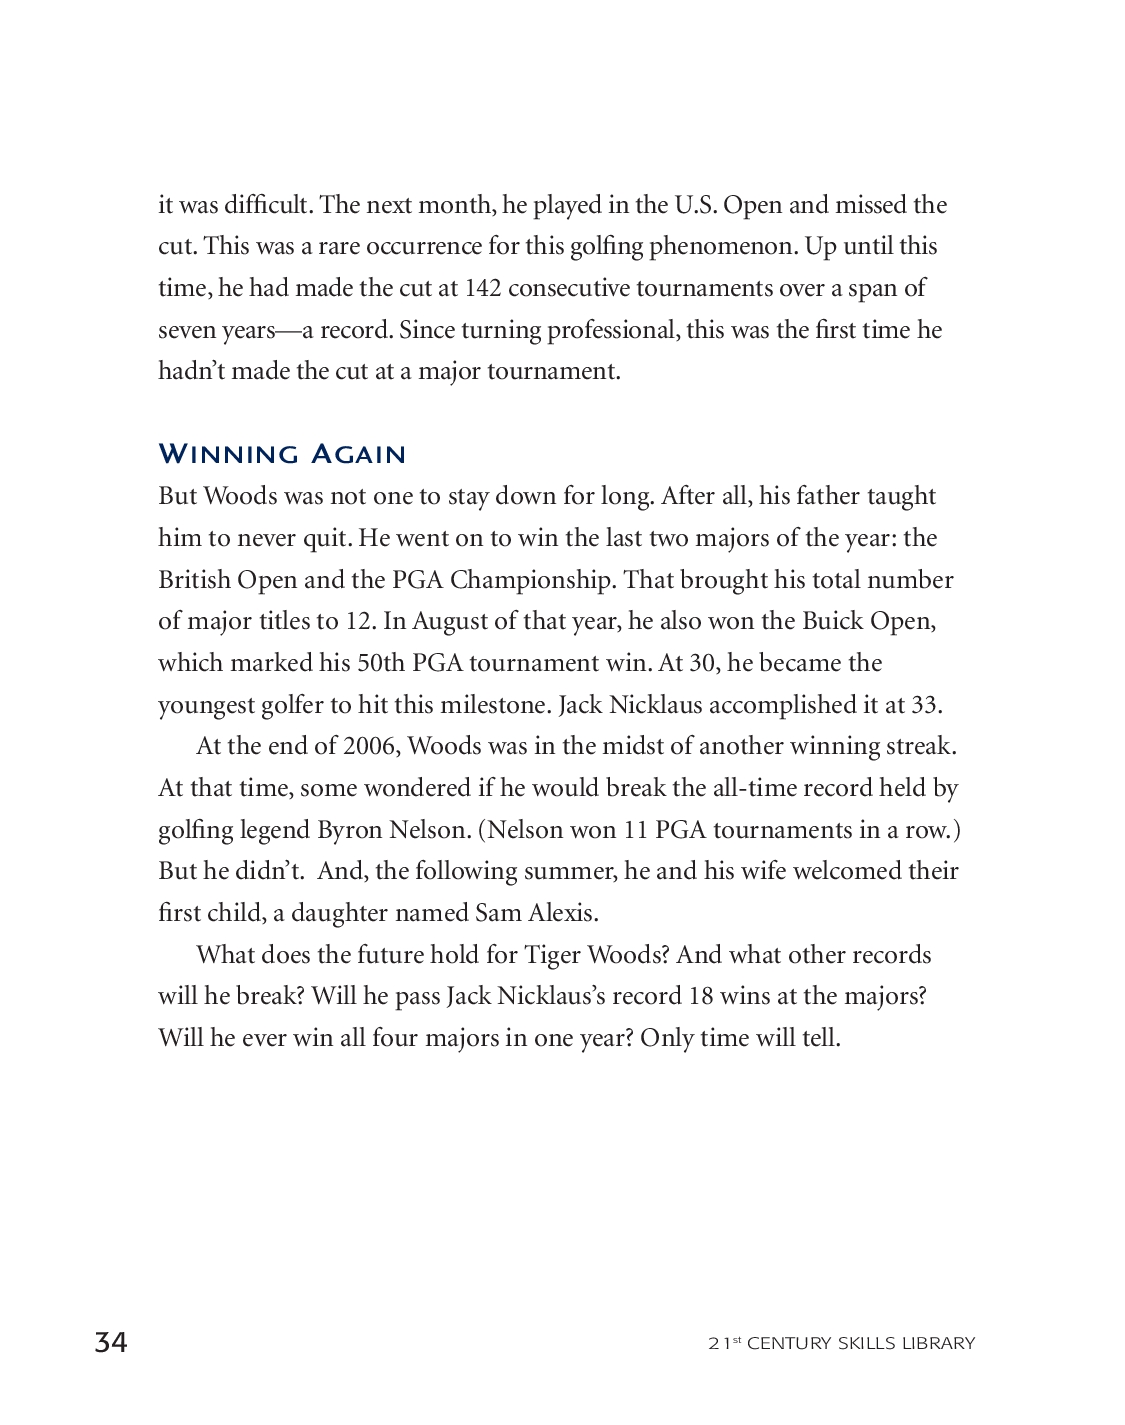 it was difficult. The next month, he played in the U.S. Open and missed the
cut. This was a rare occurrence for this golfing phenomenon. Up until this
time, he had made the cut at 142 consecutive tournaments over a span of
seven years—a record. Since turning professional, this was the first time he
hadn’t made the cut at a major tournament.
Winning Again
But Woods was not one to stay down for long. After all, his father taught
him to never quit. He went on to win the last two majors of the year: the
British Open and the PGA Championship. That brought his total number
of major titles to 12. In August of that year, he also won the Buick Open,
which marked his 50th PGA tournament win. At 30, he became the
youngest golfer to hit this milestone. Jack Nicklaus accomplished it at 33.
At the end of 2006, Woods was in the midst of another winning streak.
At that time, some wondered if he would break the all-time record held by
golfing legend Byron Nelson. (Nelson won 11 PGA tournaments in a row.)
But he didn’t.  And, the following summer, he and his wife welcomed their
first child, a daughter named Sam Alexis.
What does the future hold for Tiger Woods? And what other records
will he break? Will he pass Jack Nicklaus’s record 18 wins at the majors?
Will he ever win all four majors in one year? Only time will tell.
34
21st CENTURY SKILLS LIBRARY